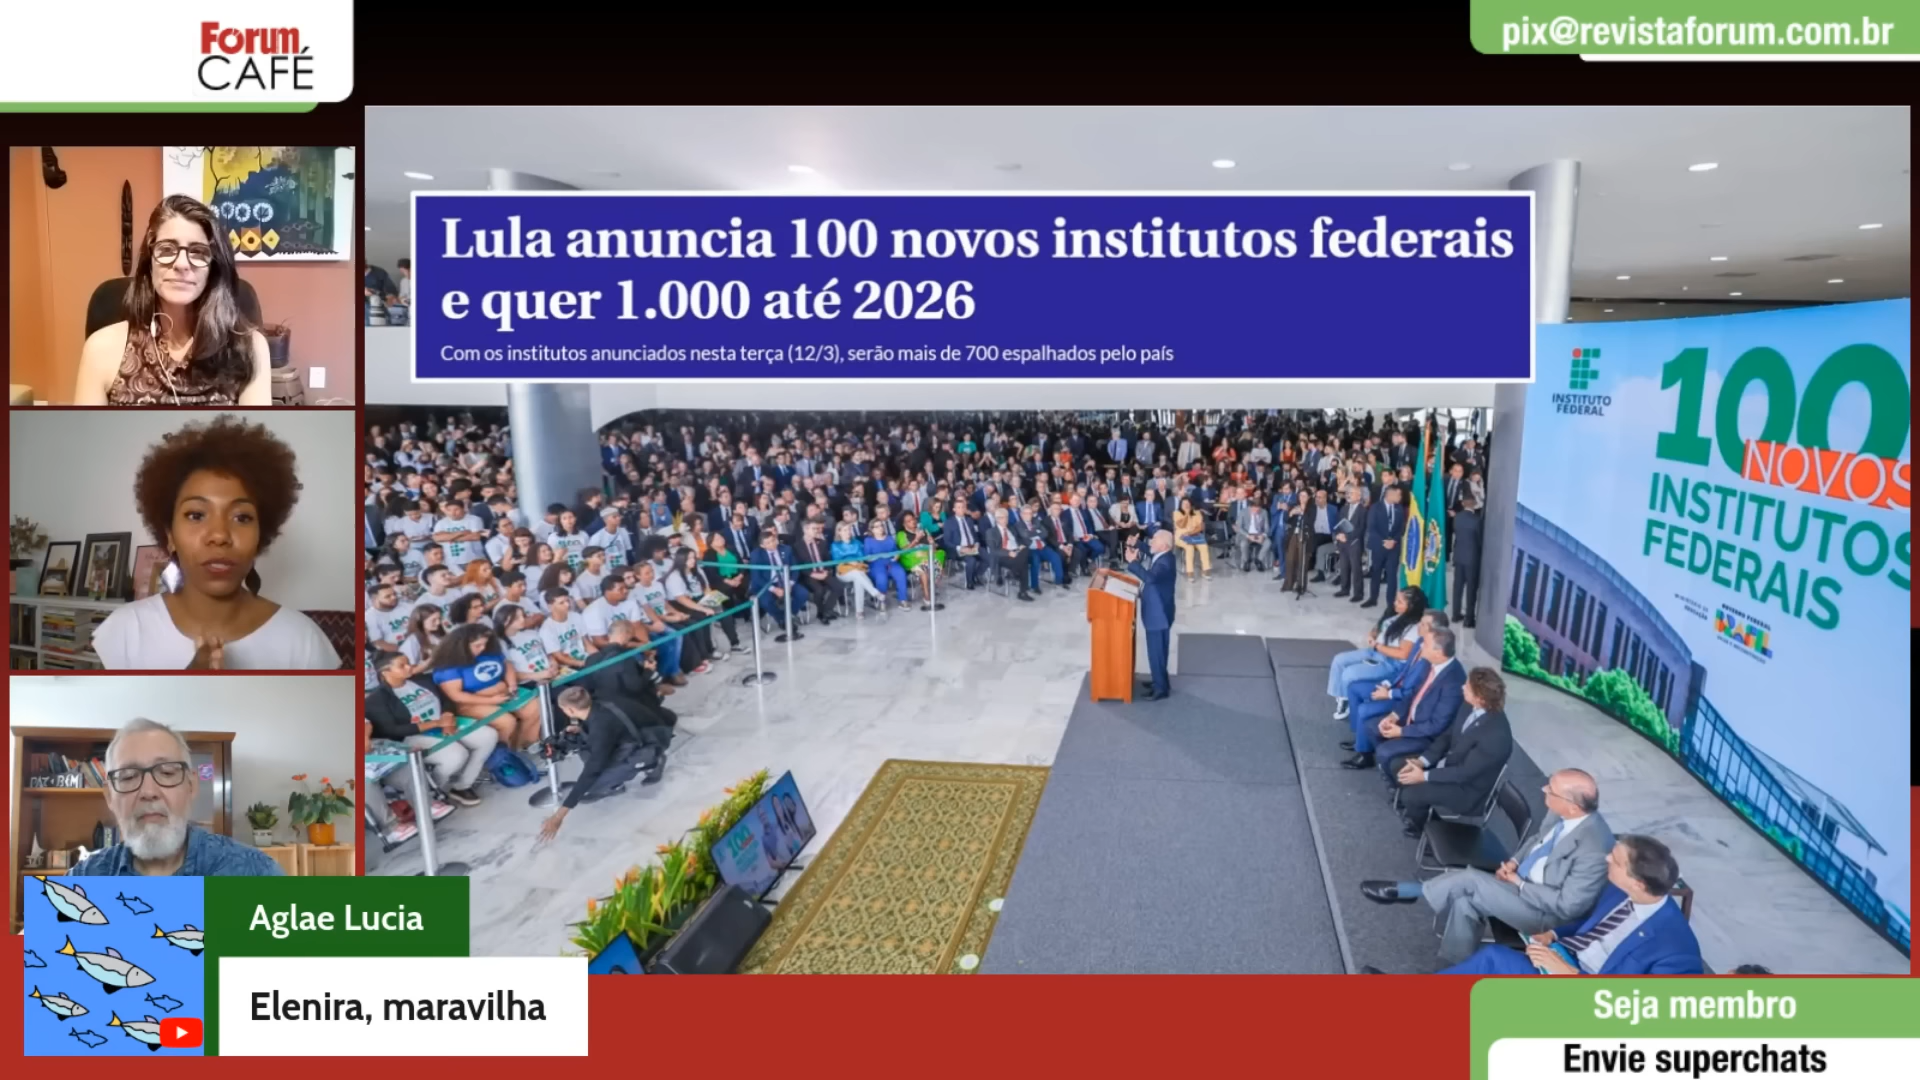 Forum
CAFÉ
pix@revistaforum.com.br
Lula anuncia 100 novos institutos federais
e quer 1.000 até 2026
Com os institutos anunciados nesta terça (12/3), serão mais de 700 espalhados pelo país
INSTITUTO
FEDERAL
100
NOVOS
INSTITUTOS
FEDERAIS
Aglae Lucia
Elenira, maravilha
Seja membro
Envie superchats